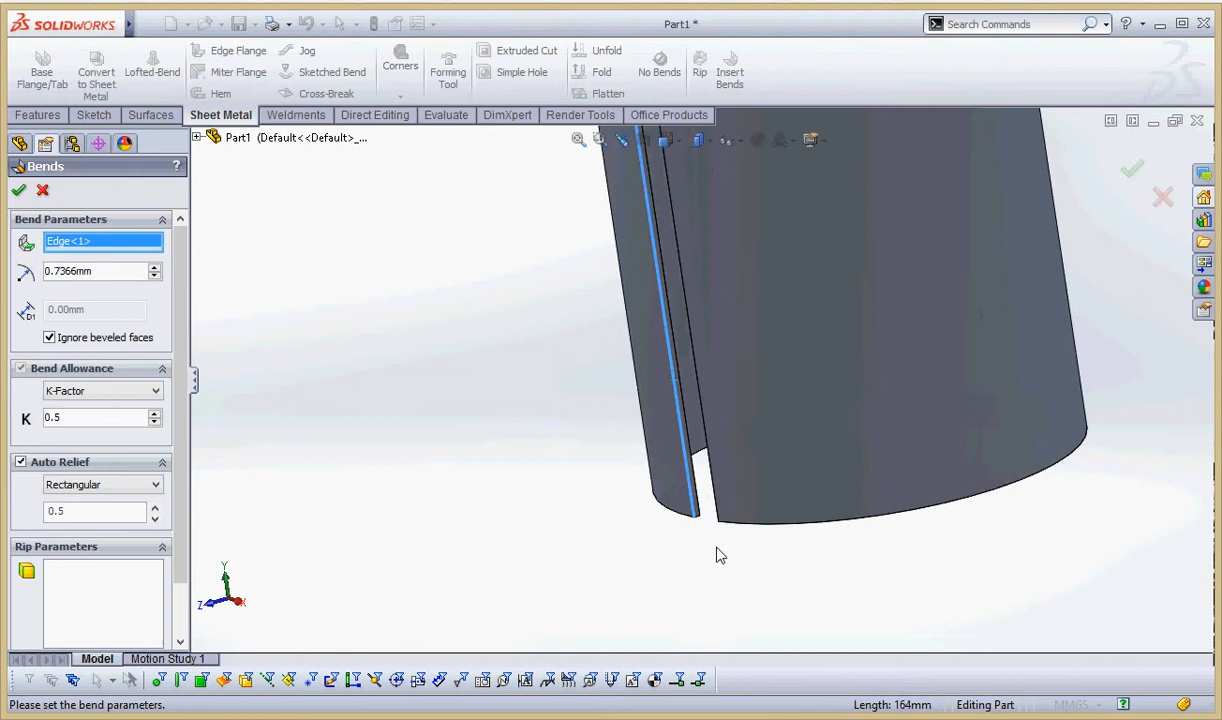 SOLIDWORKS
Part1 *
Search Commands
Base Flange/Tab
Convert to Sheet Metal
Lofted-Bend
Edge Flange
Miter Flange
Hem
Jog
Sketched Bend
Cross-Break
Corners
Forming Tool
Extruded Cut
Simple Hole
Unfold
Fold
Flatten
No Bends
Rip
Insert Bends
Features
Sketch
Surfaces
Sheet Metal
Weldments
Direct Editing
Evaluate
DimXpert
Render Tools
Office Products
Part1 (Default<<Default>_...
Bends
?
Bend Parameters
Edge<1>
0.7366mm
D1
0.00mm
Ignore beveled faces
Bend Allowance
K-Factor
K
0.5
Auto Relief
Rectangular
0.5
Rip Parameters
Y
Z
X
Model
Motion Study 1
Please set the bend parameters.
Length: 164mm
Editing Part
MMGS